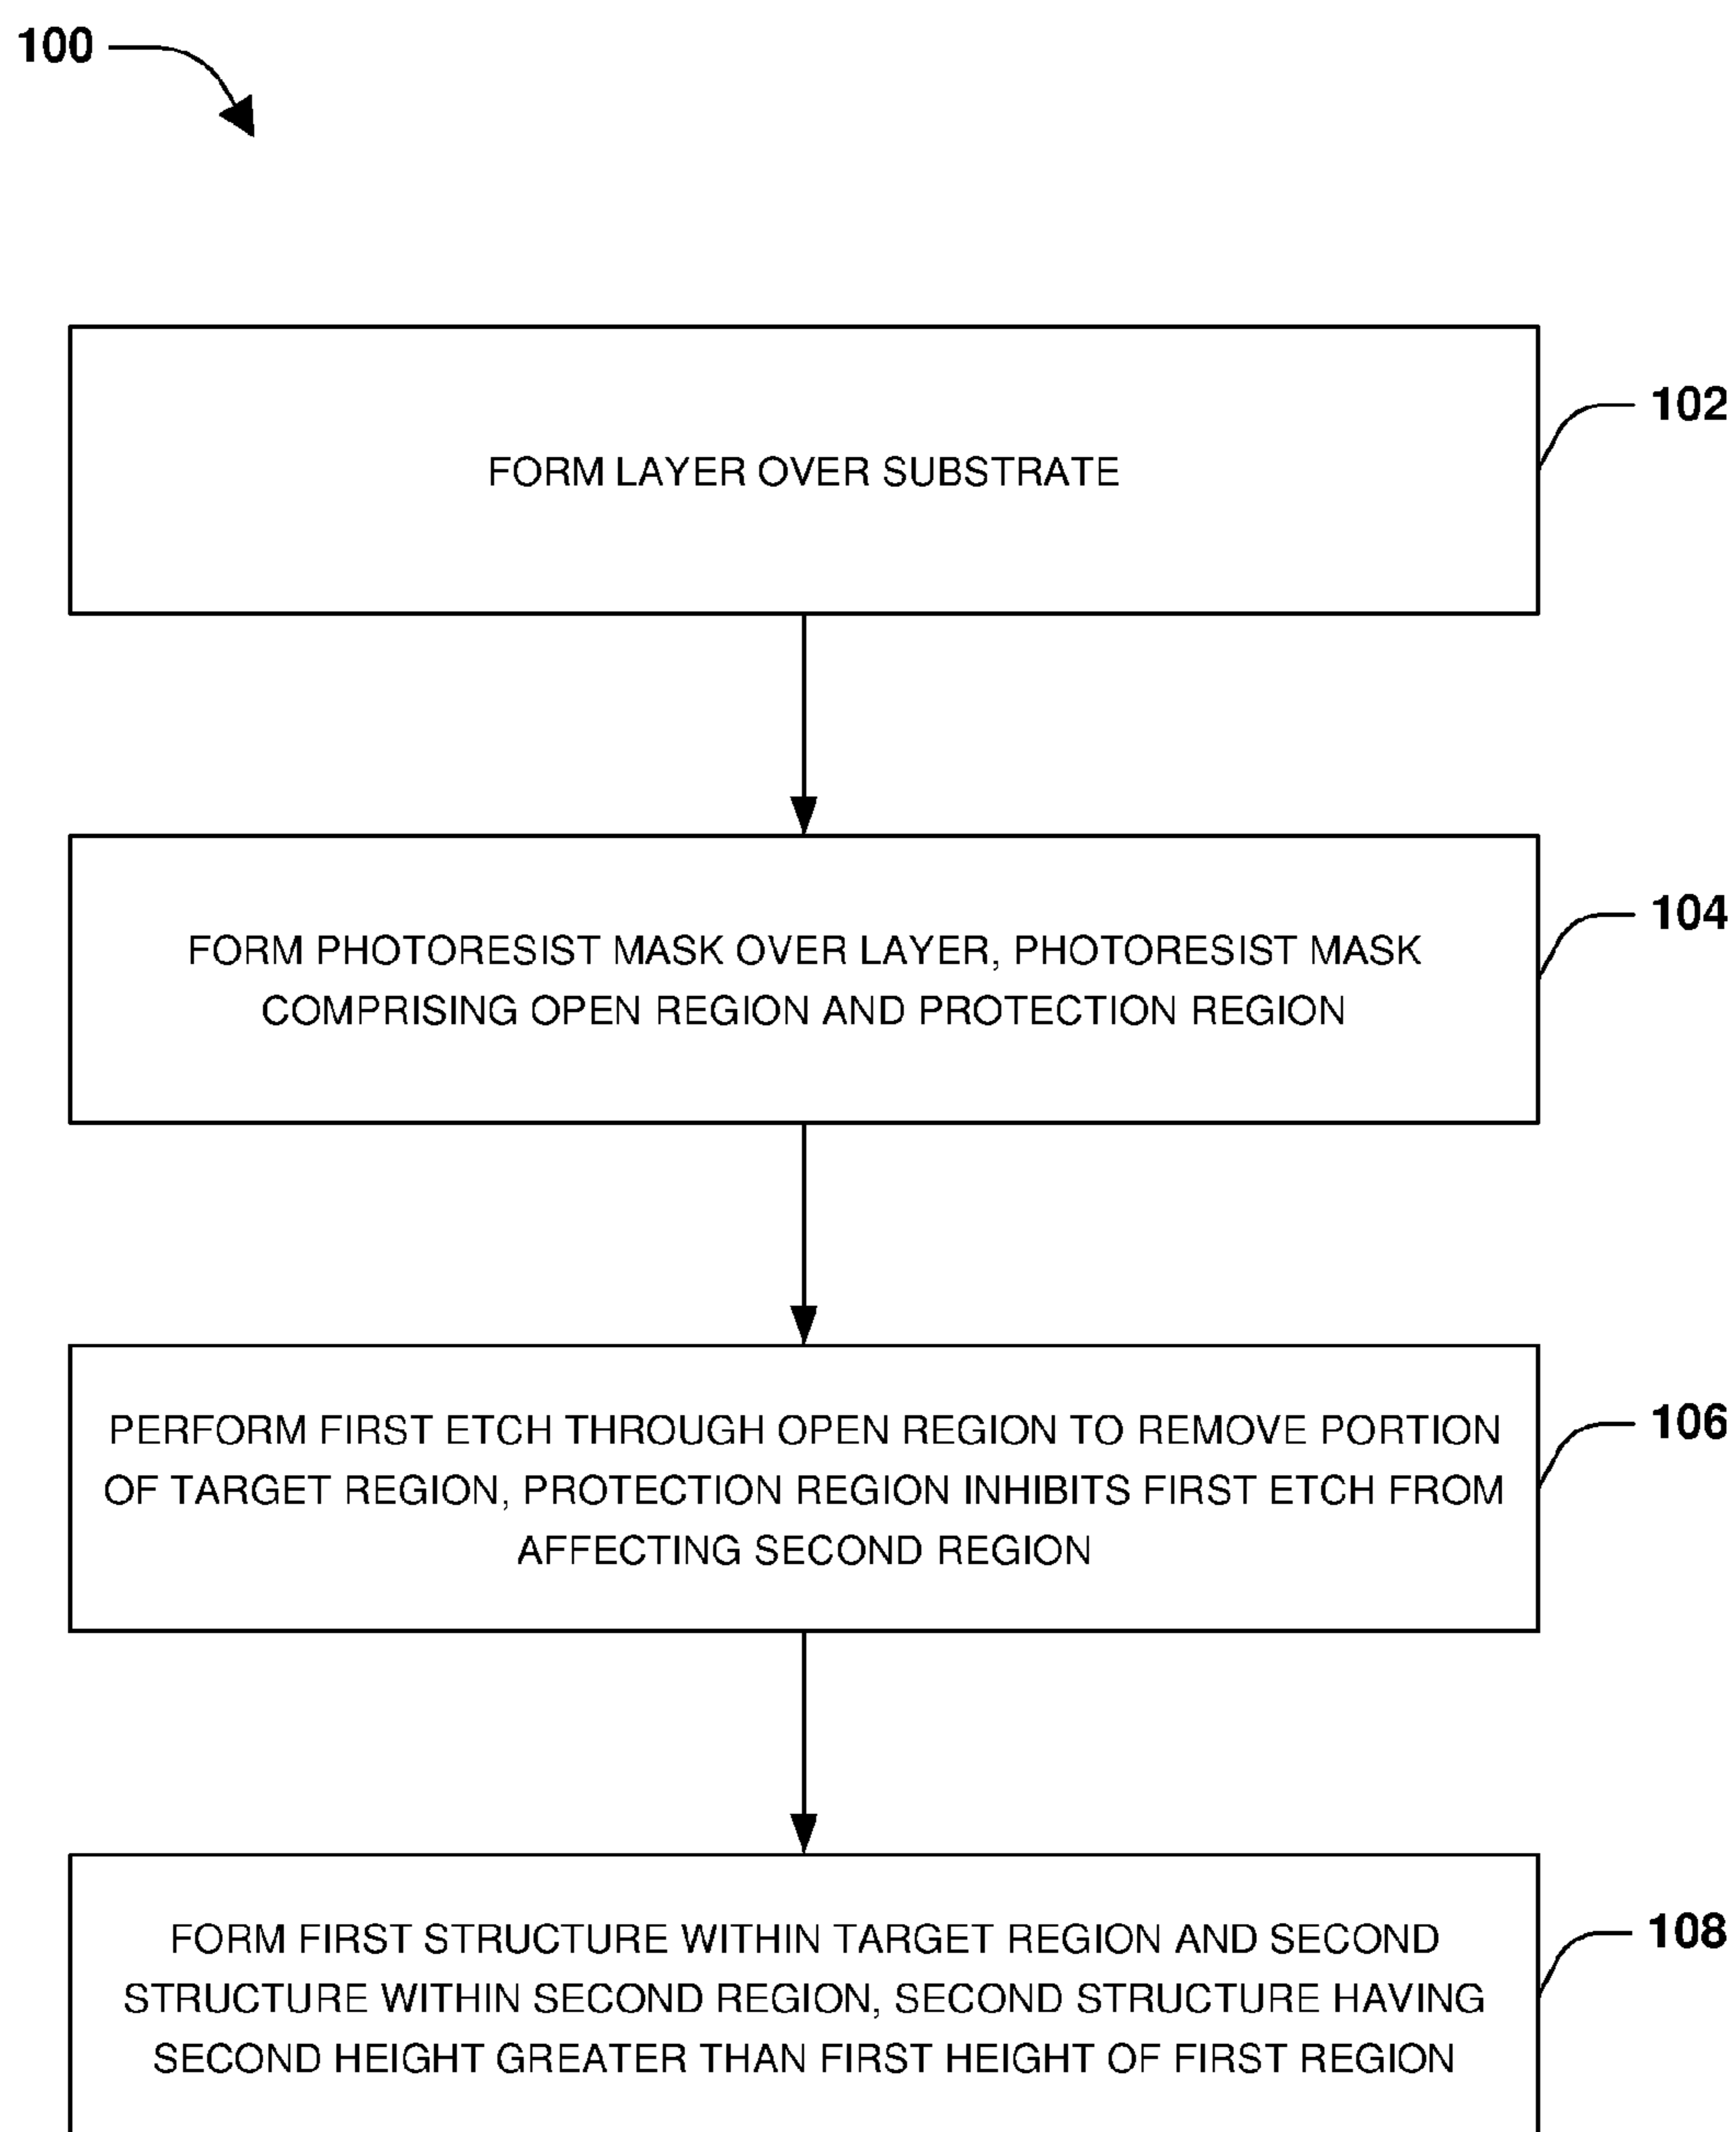 100
102
FORM LAYER OVER SUBSTRATE
104
FORM PHOTORESIST MASK OVER LAYER, PHOTORESIST MASK
COMPRISING OPEN REGION AND PROTECTION REGION
106
PERFORM FIRST ETCH THROUGH OPEN REGION TO REMOVE PORTION
OF TARGET REGION, PROTECTION REGION INHIBITS FIRST ETCH FROM
AFFECTING SECOND REGION
108
FORM FIRST STRUCTURE WITHIN TARGET REGION AND SECOND
STRUCTURE WITHIN SECOND REGION, SECOND STRUCTURE HAVING
SECOND HEIGHT GREATER THAN FIRST HEIGHT OF FIRST REGION